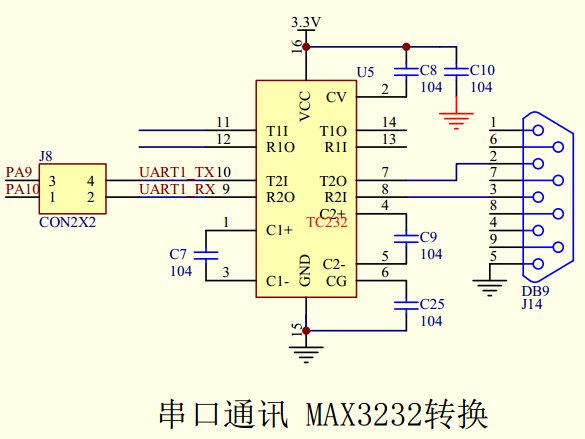 3.3V
16
U5
C8
C10
104
104
VCC
CV
2
11
T1I
T1O
14
12
R1O
R1I
13
J8
PA9
3
4
UART1_TX
10
T2I
T2O
7
PA10
1
2
UART1_RX
9
R2O
R2I
8
CON2X2
C2+
4
TC232
1
C1+
C7
104
C9
104
C2-
5
3
C1-
GND
CG
6
C25
104
15
1
6
2
7
3
8
4
9
5
DB9
J14
串口通讯 MAX3232转换